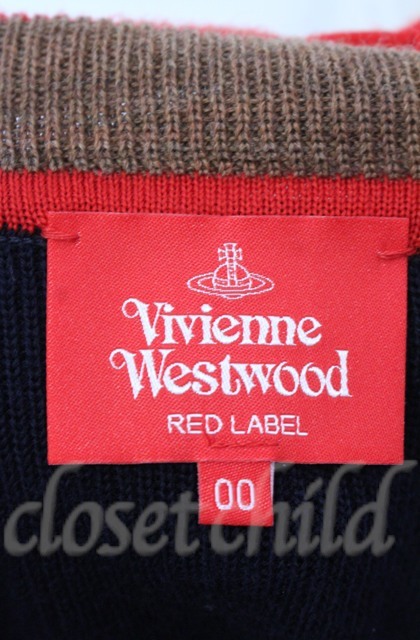 Vivienne
Westwood
RED LABEL
00
closet child